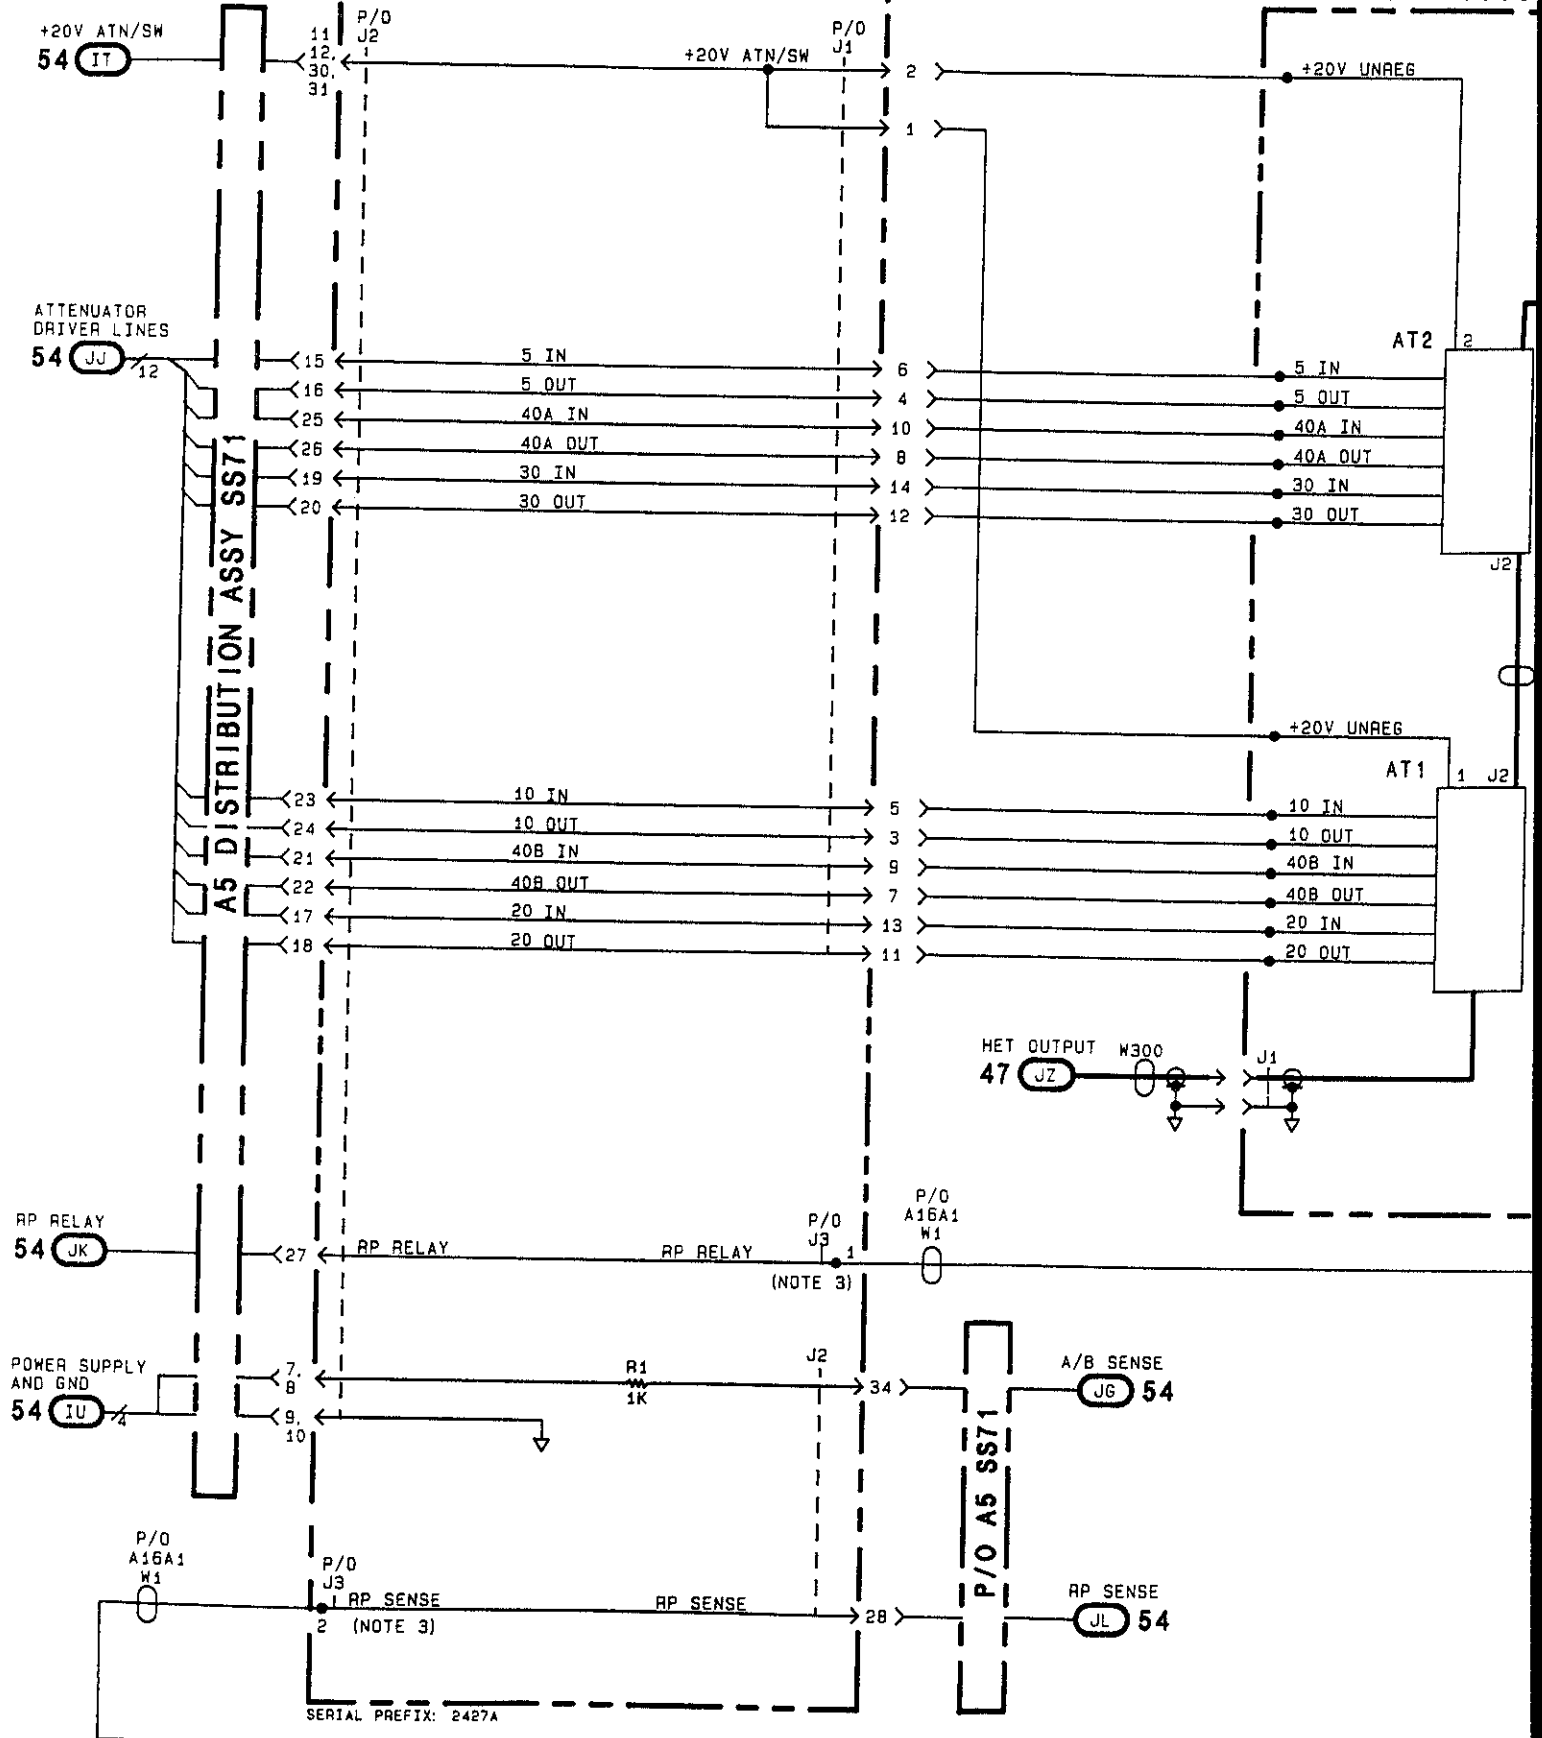 +20V ATN/SW
54 IT
11
12,
30,
31
P/O
J2
+20V ATN/SW
P/O
J1
2
1
+20V UNREG
ATTENUATOR
DRIVER LINES
54 JJ
12
15 5 IN 6 5 IN
16 5 OUT 4 5 OUT
25 40A IN 10 40A IN
26 40A OUT 8 40A OUT
19 30 IN 14 30 IN
20 30 OUT 12 30 OUT
AT2
2
J2
A5 DISTRIBUTION ASSY SS71
+20V UNREG
AT1
1 J2
23 10 IN 5 10 IN
24 10 OUT 3 10 OUT
21 40B IN 9 40B IN
22 40B OUT 7 40B OUT
17 20 IN 13 20 IN
18 20 OUT 11 20 OUT
HET OUTPUT
47 JZ
W300
J1
RP RELAY
54 JK
27 RP RELAY RP RELAY
P/O
J3
1
(NOTE 3)
P/O
A16A1
W1
POWER SUPPLY
AND GND
54 IU
4
7,
8
9,
10
R1
1K
J2
34
A/B SENSE
JG 54
P/O A5 SS71
P/O
A16A1
W1
P/O
J3
2
RP SENSE RP SENSE
(NOTE 3)
28
RP SENSE
JL 54
SERIAL PREFIX: 2427A